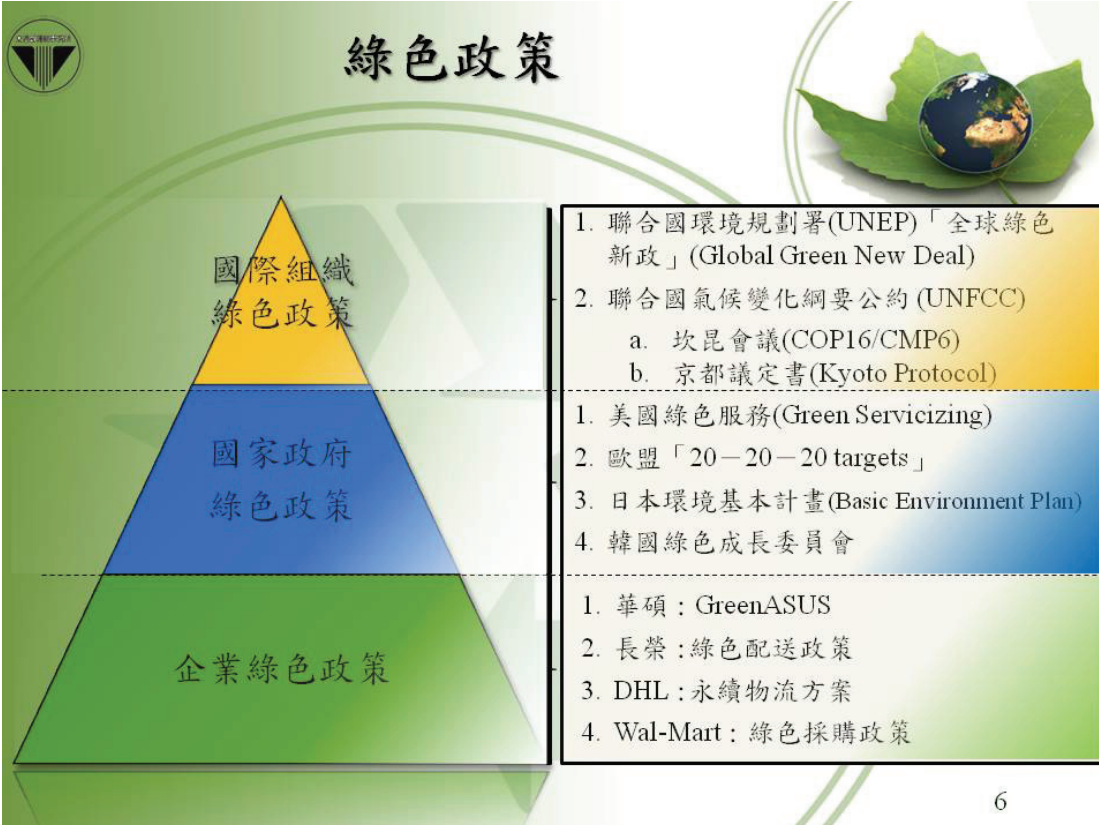 綠色政策
國際組織
綠色政策
1. 聯合國環境規劃署(UNEP)「全球綠色
新政」(Global Green New Deal)
2. 聯合國氣候變化綱要公約 (UNFCC)
a. 坎昆會議(COP16/CMP6)
b. 京都議定書(Kyoto Protocol)
國家政府
綠色政策
1. 美國綠色服務(Green Servicizing)
2. 歐盟「20－20－20 targets」
3. 日本環境基本計畫(Basic Environment Plan)
4. 韓國綠色成長委員會
企業綠色政策
1. 華碩：GreenASUS
2. 長榮：綠色配送政策
3. DHL：永續物流方案
4. Wal-Mart：綠色採購政策
6